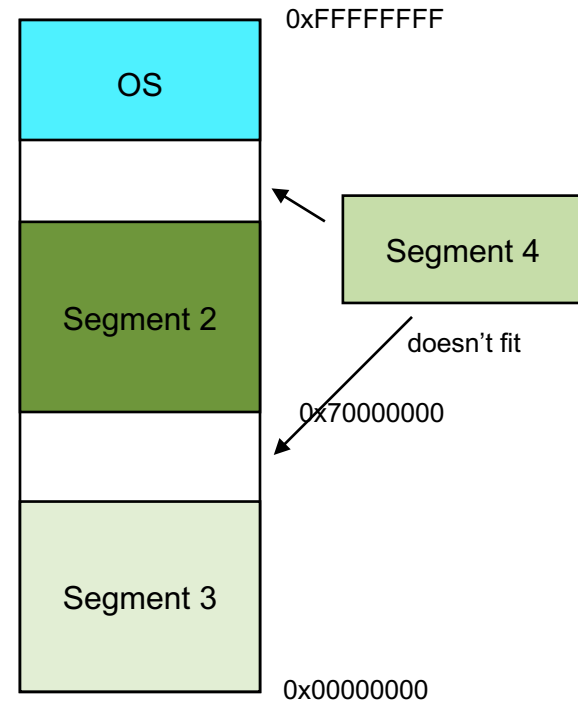 0xFFFFFFFF
OS
Segment 4
Segment 2
doesn't fit
0x70000000
Segment 3
0x00000000